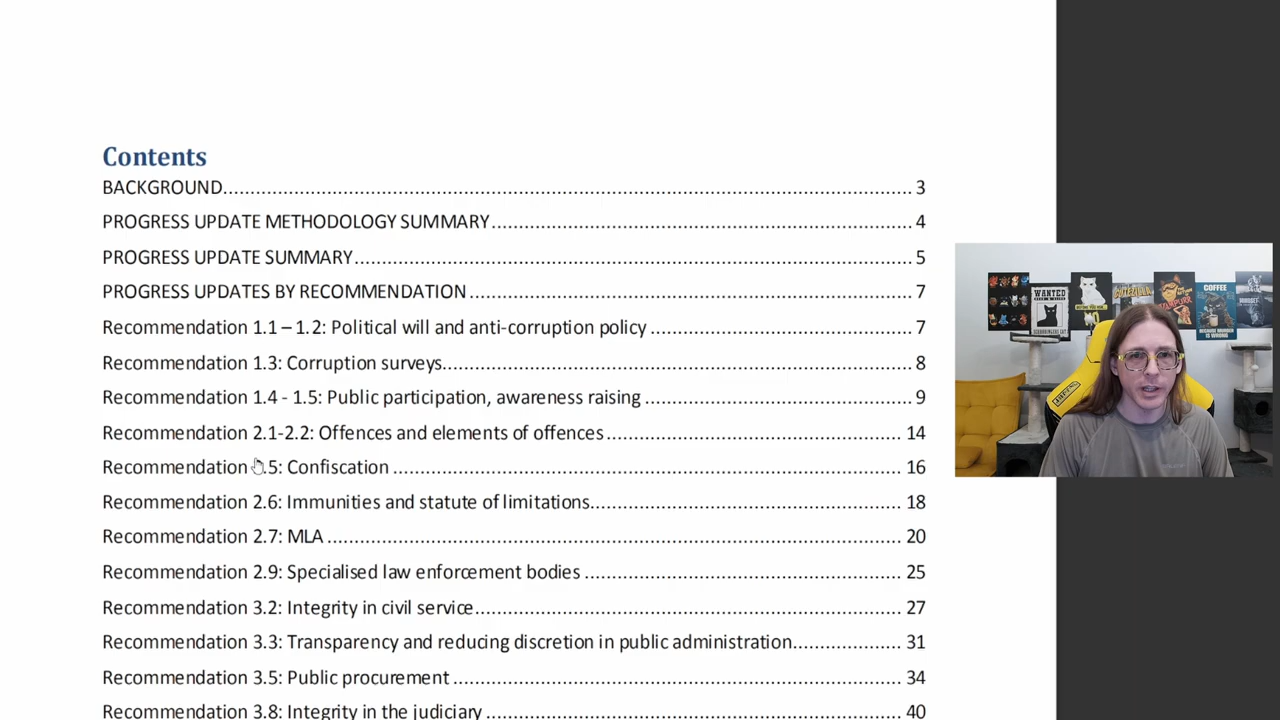 Contents
BACKGROUND 3
PROGRESS UPDATE METHODOLOGY SUMMARY 4
PROGRESS UPDATE SUMMARY 5
PROGRESS UPDATES BY RECOMMENDATION 7
Recommendation 1.1 – 1.2: Political will and anti-corruption policy 7
Recommendation 1.3: Corruption surveys 8
Recommendation 1.4 - 1.5: Public participation, awareness raising 9
Recommendation 2.1-2.2: Offences and elements of offences 14
Recommendation .5: Confiscation 16
Recommendation 2.6: Immunities and statute of limitations 18
Recommendation 2.7: MLA 20
Recommendation 2.9: Specialised law enforcement bodies 25
Recommendation 3.2: Integrity in civil service 27
Recommendation 3.3: Transparency and reducing discretion in public administration 31
Recommendation 3.5: Public procurement 34
Recommendation 3.8: Integrity in the judiciary 40
WANTED
COFFEE